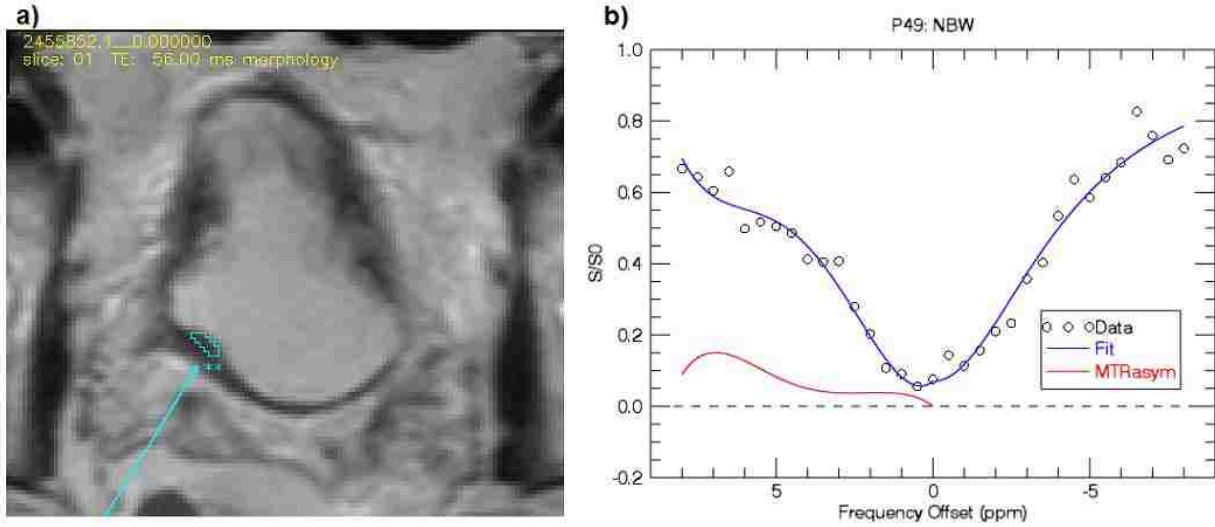 a)
2455852.1__0.000000
slice: 01 TE: 56.00 ms morphology
**
b)
P49: NBW
1.0
0.8
0.6
0.4
0.2
0.0
-0.2
S/S0
5 0 -5
Frequency Offset (ppm)
Data
Fit
MTRasym